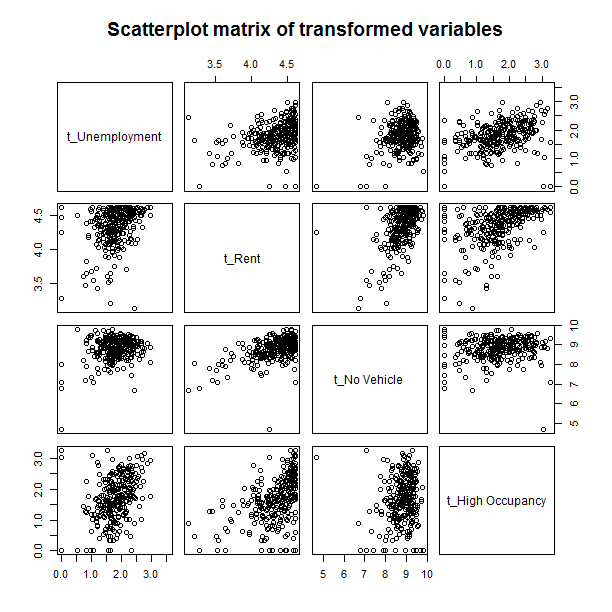 Scatterplot matrix of transformed variables
3.5 4.0 4.5 0.0 1.0 2.0 3.0
t_Unemployment
0.0 1.0 2.0 3.0
3.5 4.0 4.5
t_Rent
t_No Vehicle
5 6 7 8 9 10
0.0 1.0 2.0 3.0
t_High Occupancy
0.0 1.0 2.0 3.0 5 6 7 8 9 10